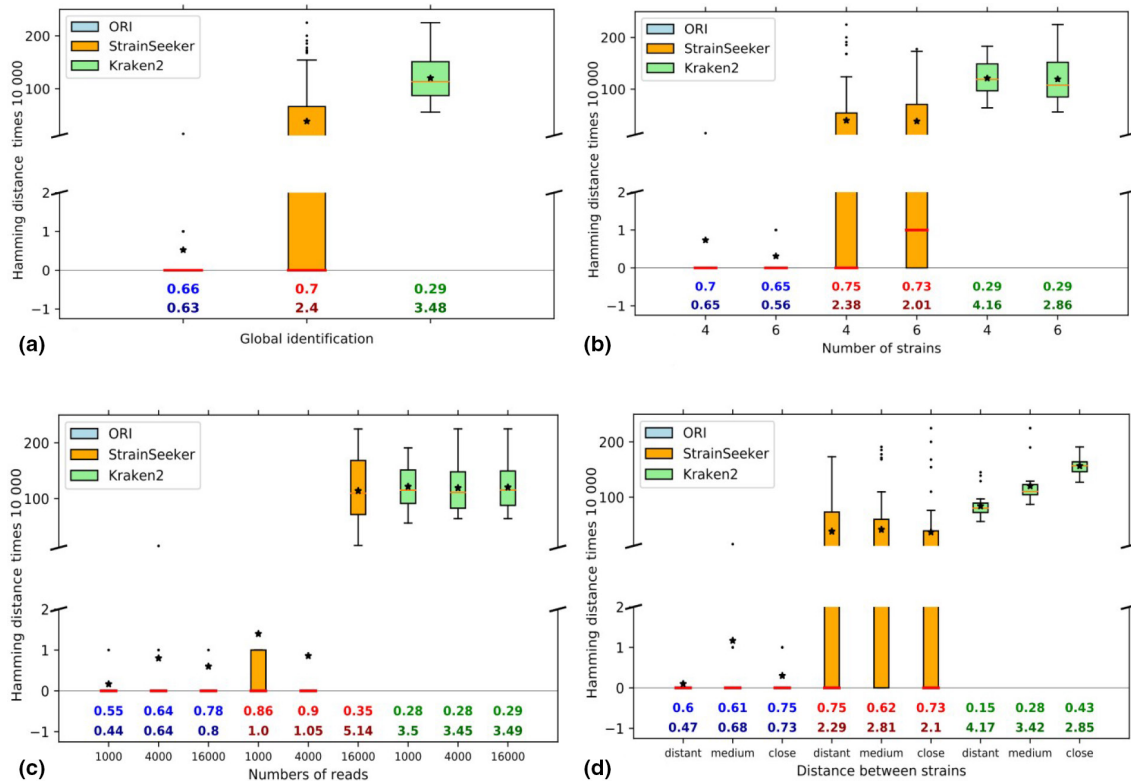 ORI
StrainSeeker
Kraken2
Hamming distance times 10 000
200
100
2
1
0
−1
0.66 0.7 0.29
0.63 2.4 3.48
Global identification
(a)
ORI
StrainSeeker
Kraken2
Hamming distance times 10 000
200
100
2
1
0
−1
0.7 0.65 0.75 0.73 0.29 0.29
0.65 0.56 2.38 2.01 4.16 2.86
4 6 4 6 4 6
Number of strains
(b)
ORI
StrainSeeker
Kraken2
Hamming distance times 10 000
200
100
2
1
0
−1
0.55 0.64 0.78 0.86 0.9 0.35 0.28 0.28 0.29
0.44 0.64 0.8 1.0 1.05 5.14 3.5 3.45 3.49
1000 4000 16000 1000 4000 16000 1000 4000 16000
Numbers of reads
(c)
ORI
StrainSeeker
Kraken2
Hamming distance times 10 000
200
100
2
1
0
−1
0.6 0.61 0.75 0.75 0.62 0.73 0.15 0.28 0.43
0.47 0.68 0.73 2.29 2.81 2.1 4.17 3.42 2.85
distant medium close distant medium close distant medium close
Distance between strains
(d)